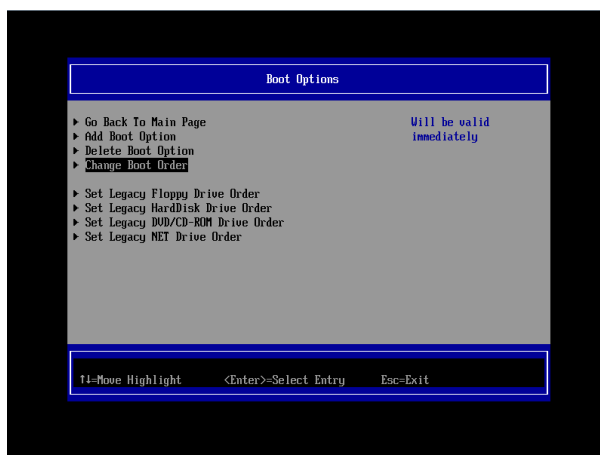 Boot Options
▶ Go Back To Main Page
▶ Add Boot Option
▶ Delete Boot Option
▶ Change Boot Order
▶ Set Legacy Floppy Drive Order
▶ Set Legacy HardDisk Drive Order
▶ Set Legacy DVD/CD-ROM Drive Order
▶ Set Legacy NET Drive Order
Will be valid
immediately
↑↓=Move Highlight <Enter>=Select Entry Esc=Exit